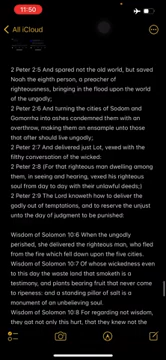 11:50
All iCloud
2 Peter 2:5 And spared not the old world, but saved
Noah the eighth person, a preacher of
righteousness, bringing in the flood upon the world
of the ungodly;
2 Peter 2:6 And turning the cities of Sodom and
Gomorrha into ashes condemned them with an
overthrow, making them an ensample unto those
that after should live ungodly;
2 Peter 2:7 And delivered just Lot, vexed with the
filthy conversation of the wicked:
2 Peter 2:8 (For that righteous man dwelling among
them, in seeing and hearing, vexed his righteous
soul from day to day with their unlawful deeds;)
2 Peter 2:9 The Lord knoweth how to deliver the
godly out of temptations, and to reserve the unjust
unto the day of judgment to be punished:
Wisdom of Solomon 10:6 When the ungodly
perished, she delivered the righteous man, who fled
from the fire which fell down upon the five cities.
Wisdom of Solomon 10:7 Of whose wickedness even
to this day the waste land that smoketh is a
testimony, and plants bearing fruit that never come
to ripeness: and a standing pillar of salt is a
monument of an unbelieving soul.
Wisdom of Solomon 10:8 For regarding not wisdom,
they gat not only this hurt, that they knew not the